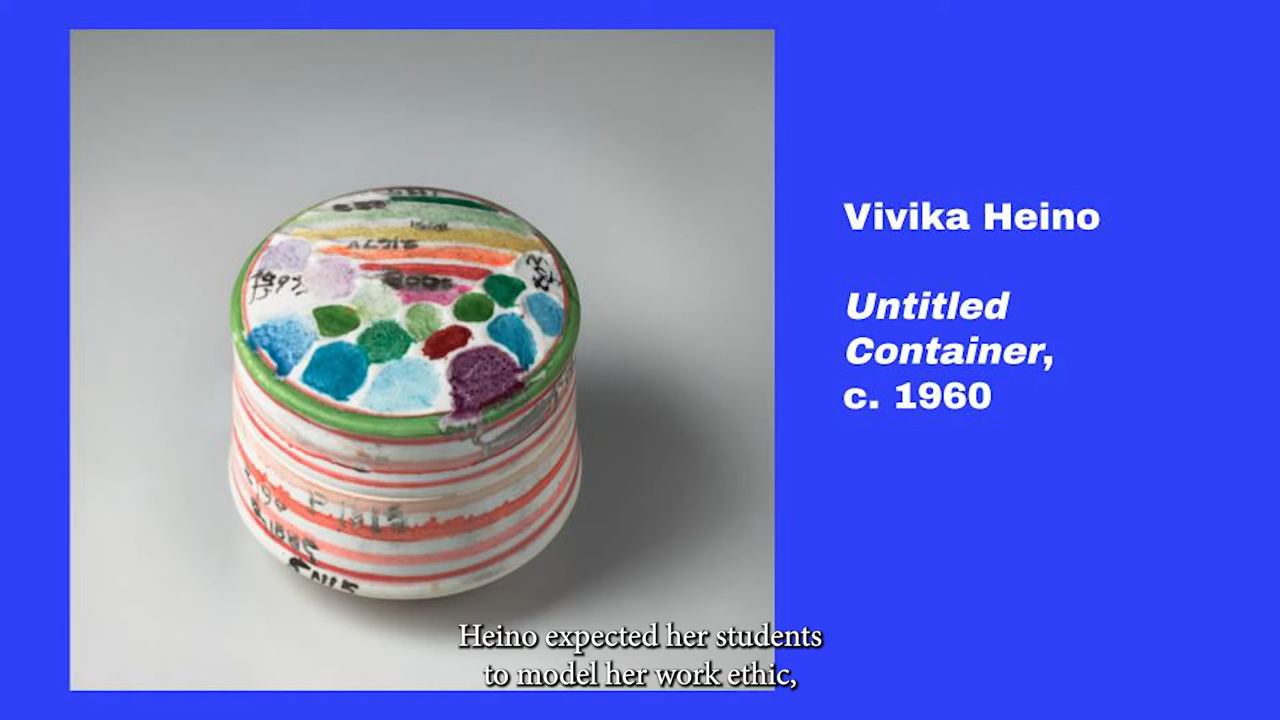 Vivika Heino
Untitled
Container,
c. 1960
Heino expected her students
to model her work ethic,